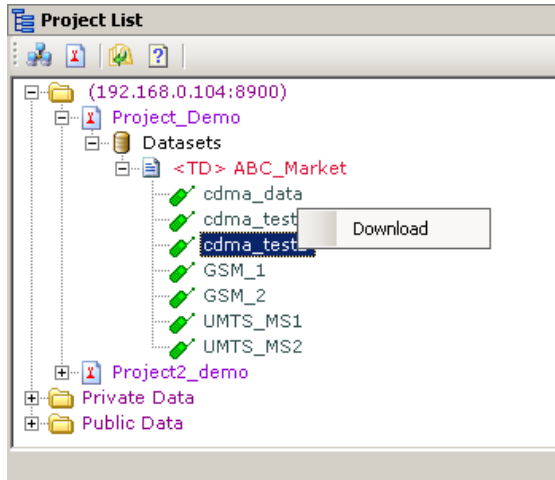 Project List
(192.168.0.104:8900)
Project_Demo
Datasets
<TD> ABC_Market
cdma_data
cdma_test
Download
cdma_test
GSM_1
GSM_2
UMTS_MS1
UMTS_MS2
Project2_demo
Private Data
Public Data